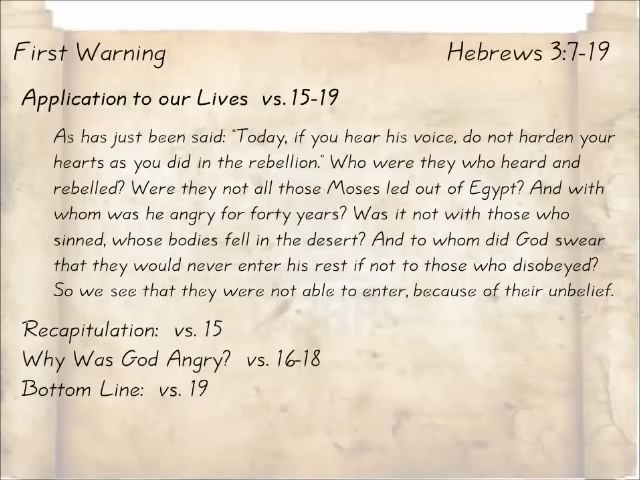 First Warning Hebrews 3:7-19
Application to our Lives vs. 15-19
As has just been said: "Today, if you hear his voice, do not harden your
hearts as you did in the rebellion." Who were they who heard and
rebelled? Were they not all those Moses led out of Egypt? And with
whom was he angry for forty years? Was it not with those who
sinned, whose bodies fell in the desert? And to whom did God swear
that they would never enter his rest if not to those who disobeyed?
So we see that they were not able to enter, because of their unbelief.
Recapitulation: vs. 15
Why Was God Angry? vs. 16-18
Bottom Line: vs. 19